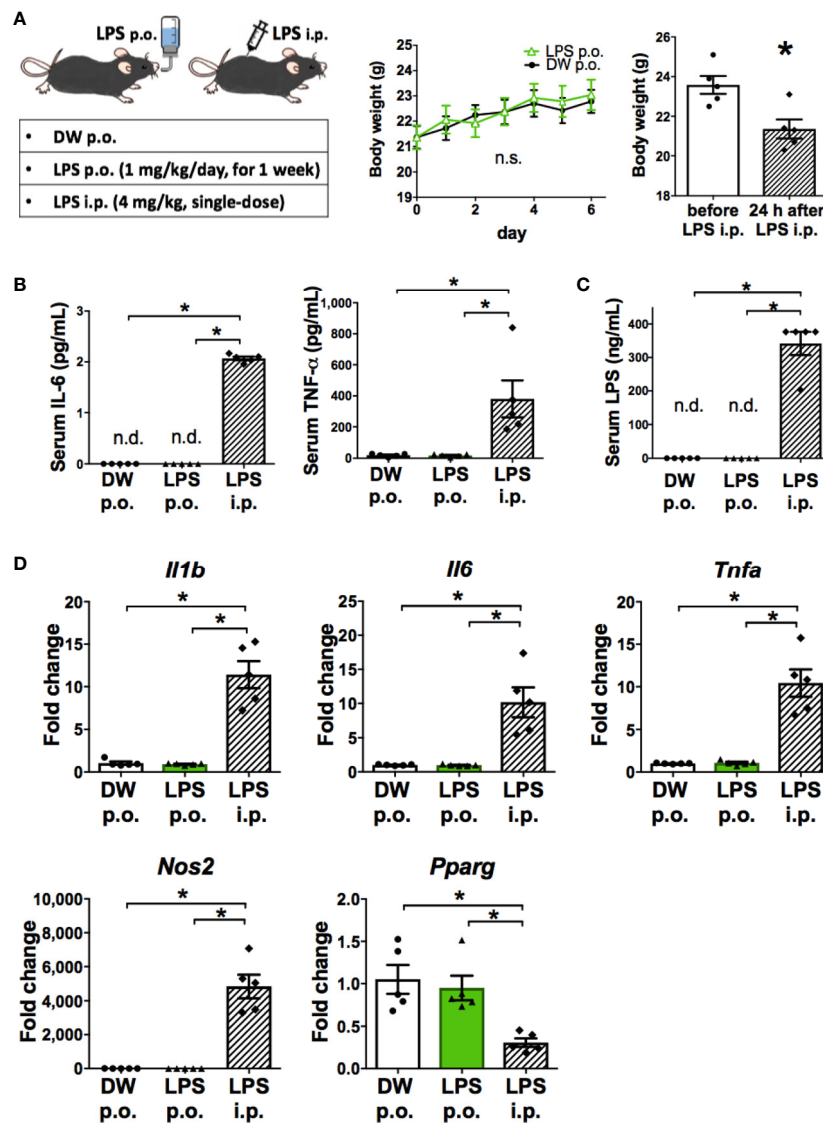 A
LPS p.o.
LPS i.p.
• DW p.o.
• LPS p.o. (1 mg/kg/day, for 1 week)
• LPS i.p. (4 mg/kg, single-dose)
Body weight (g)
25
24
23
22
21
20
19
LPS p.o.
DW p.o.
n.s.
0 2 4 6
day
Body weight (g)
26
24
22
20
18
*
before LPS i.p.
24 h after LPS i.p.
B
Serum IL-6 (pg/mL)
3
2
1
0
*
*
n.d. n.d.
DW p.o.
LPS p.o.
LPS i.p.
Serum TNF-α (pg/mL)
1,000
800
600
400
200
0
*
*
DW p.o.
LPS p.o.
LPS i.p.
C
Serum LPS (ng/mL)
400
300
200
100
0
*
*
n.d. n.d.
DW p.o.
LPS p.o.
LPS i.p.
D
Il1b
Fold change
20
15
10
5
0
*
*
DW p.o.
LPS p.o.
LPS i.p.
Il6
Fold change
25
20
15
10
5
0
*
*
DW p.o.
LPS p.o.
LPS i.p.
Tnfa
Fold change
20
15
10
5
0
*
*
DW p.o.
LPS p.o.
LPS i.p.
Nos2
Fold change
10,000
8,000
6,000
4,000
2,000
0
*
*
DW p.o.
LPS p.o.
LPS i.p.
Pparg
Fold change
2.0
1.5
1.0
0.5
0.0
*
*
DW p.o.
LPS p.o.
LPS i.p.